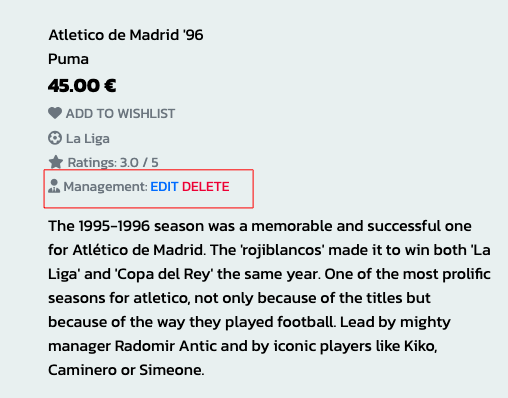 Atletico de Madrid '96
Puma
45.00 €
ADD TO WISHLIST
La Liga
Ratings: 3.0 / 5
Management: EDIT DELETE
The 1995-1996 season was a memorable and successful one
for Atlético de Madrid. The 'rojiblancos' made it to win both 'La
Liga' and 'Copa del Rey' the same year. One of the most prolific
seasons for atletico, not only because of the titles but
because of the way they played football. Lead by mighty
manager Radomir Antic and by iconic players like Kiko,
Caminero or Simeone.